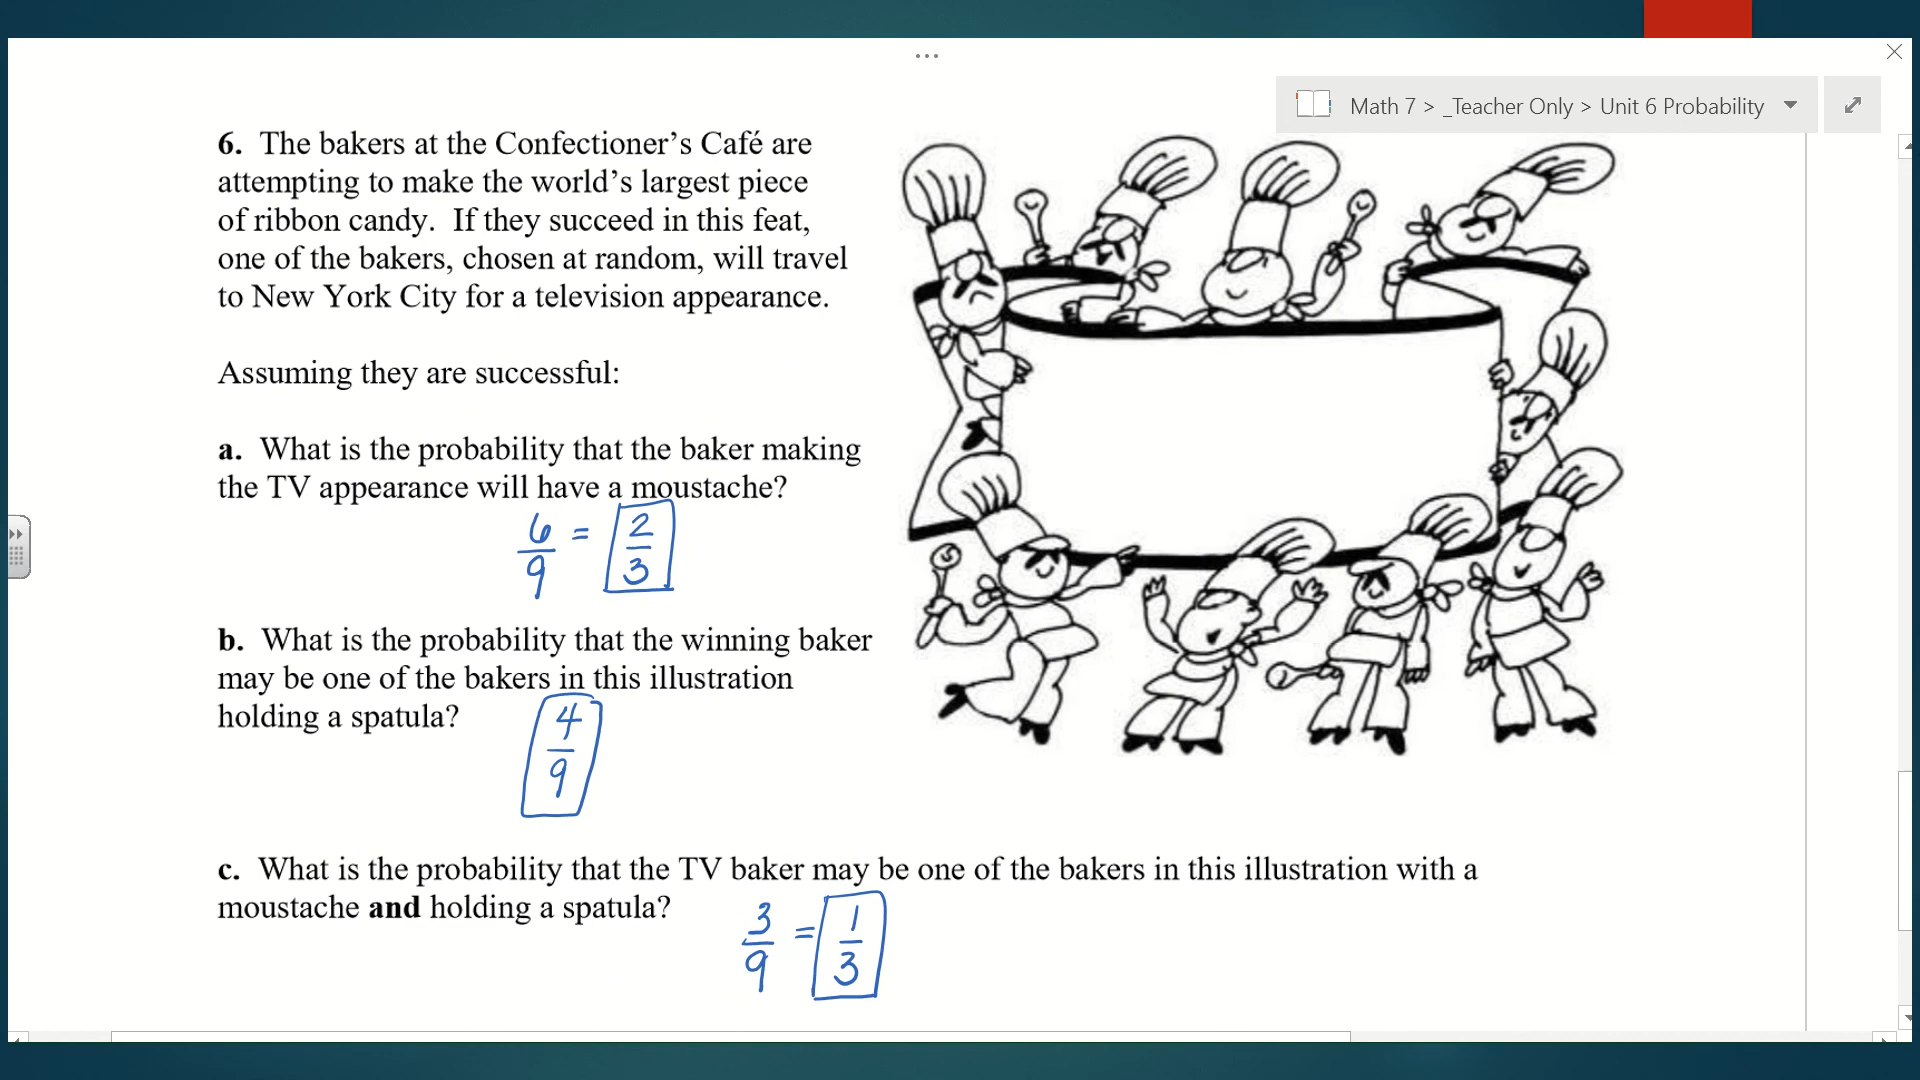 Math 7 > _Teacher Only > Unit 6 Probability
6. The bakers at the Confectioner’s Café are
attempting to make the world’s largest piece
of ribbon candy. If they succeed in this feat,
one of the bakers, chosen at random, will travel
to New York City for a television appearance.
Assuming they are successful:
a. What is the probability that the baker making
the TV appearance will have a moustache?
6/9 = 2/3
b. What is the probability that the winning baker
may be one of the bakers in this illustration
holding a spatula?
4/9
c. What is the probability that the TV baker may be one of the bakers in this illustration with a
moustache and holding a spatula?
3/9 = 1/3